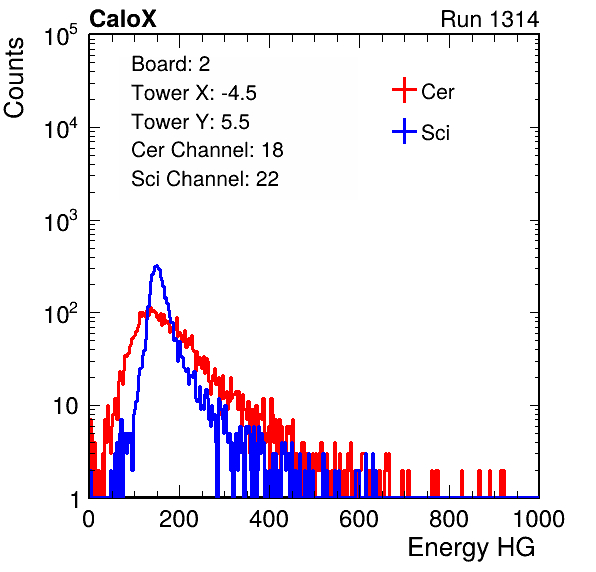 CaloX Run 1314
Counts
Board: 2
Tower X: -4.5
Tower Y: 5.5
Cer Channel: 18
Sci Channel: 22
Cer
Sci
10^5
10^4
10^3
10^2
10
1
0 200 400 600 800 1000
Energy HG